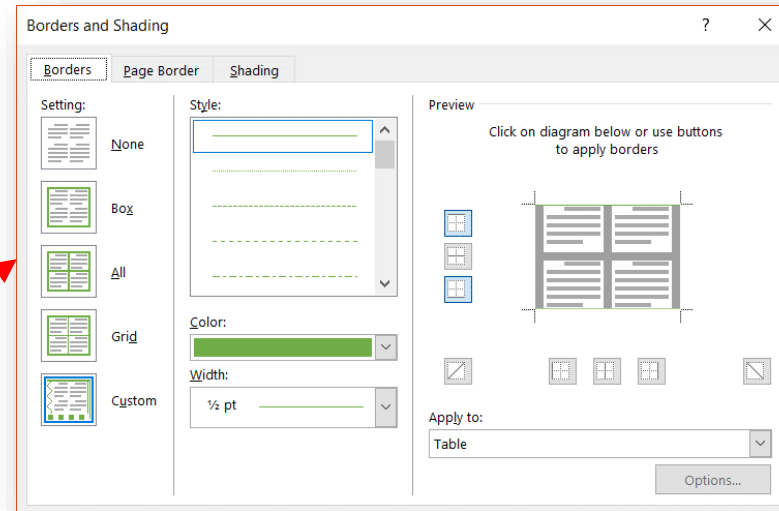 Borders and Shading
?
Borders
Page Border
Shading
Setting:
None
Box
All
Grid
Custom
Style:
Color:
Width:
½ pt
Preview
Click on diagram below or use buttons
to apply borders
Apply to:
Table
Options...